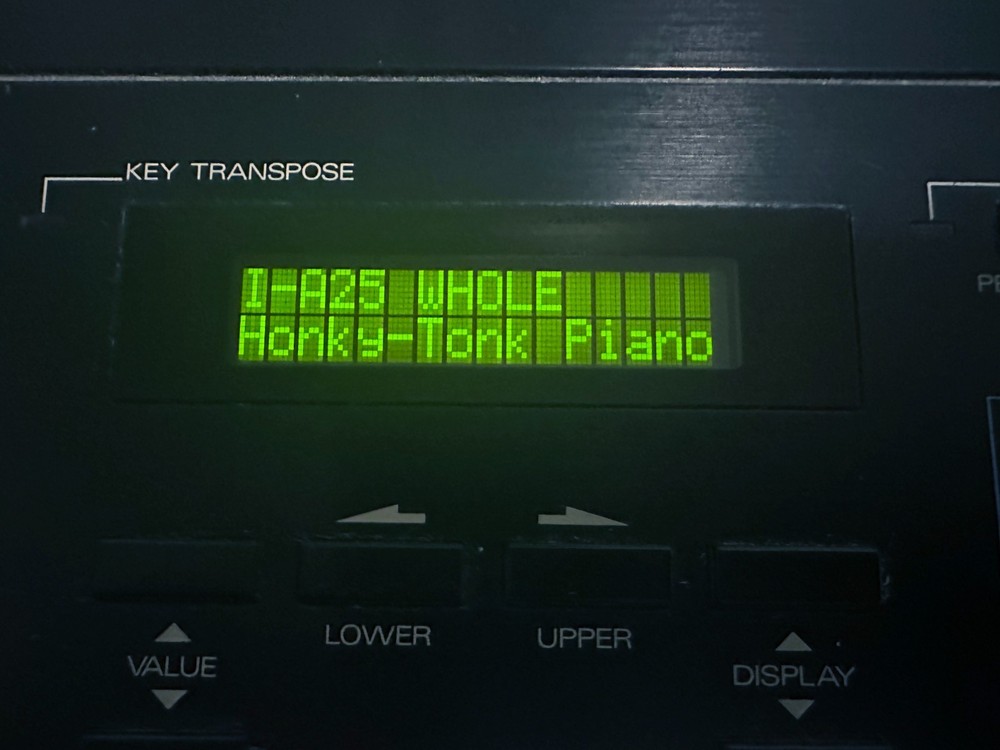 KEY TRANSPOSE
I-A25 WHOLE
Honky-Tonk Piano
LOWER
UPPER
VALUE
DISPLAY